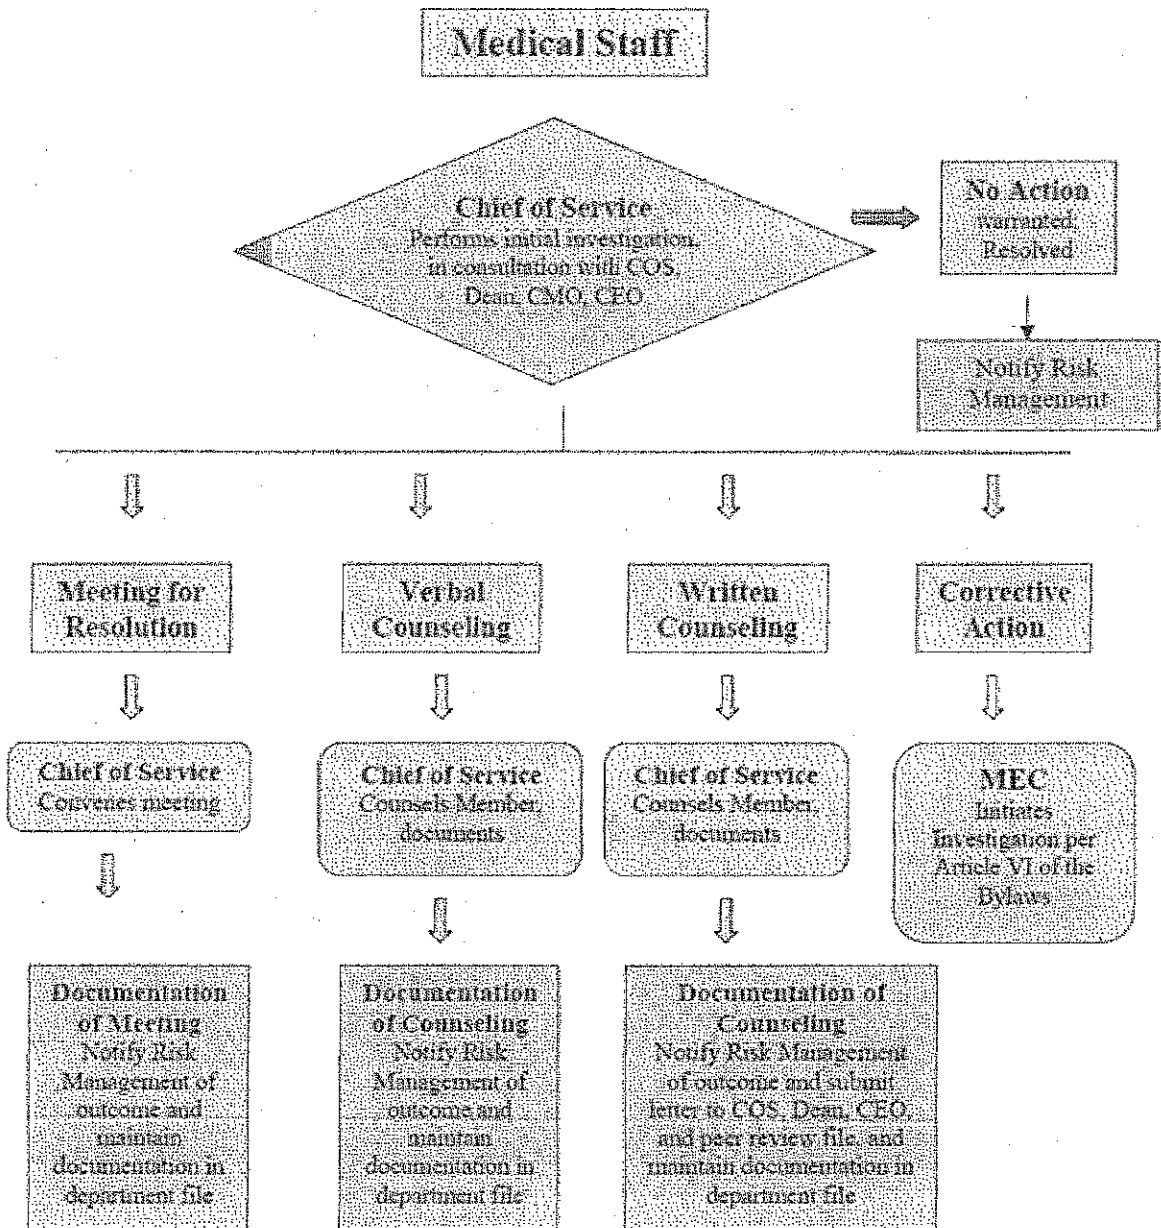 Medical Staff
Chief of Service
Performs initial investigation,
in consultation with COS,
Dean, CMO, CEO
No Action
warranted,
Resolved
Notify Risk
Management
Meeting for
Resolution
Verbal
Counseling
Written
Counseling
Corrective
Action
Chief of Service
Convenes meeting
Chief of Service
Counsels Member,
documents
Chief of Service
Counsels Member,
documents
MEC
Initiates
Investigation per
Article VI of the
Bylaws
Documentation
of Meeting
Notify Risk
Management of
outcome and
maintain
documentation in
department file
Documentation
of Counseling
Notify Risk
Management of
outcome and
maintain
documentation in
department file
Documentation of
Counseling
Notify Risk Management
of outcome and submit
letter to COS, Dean, CEO,
and peer review file, and
maintain documentation in
department file